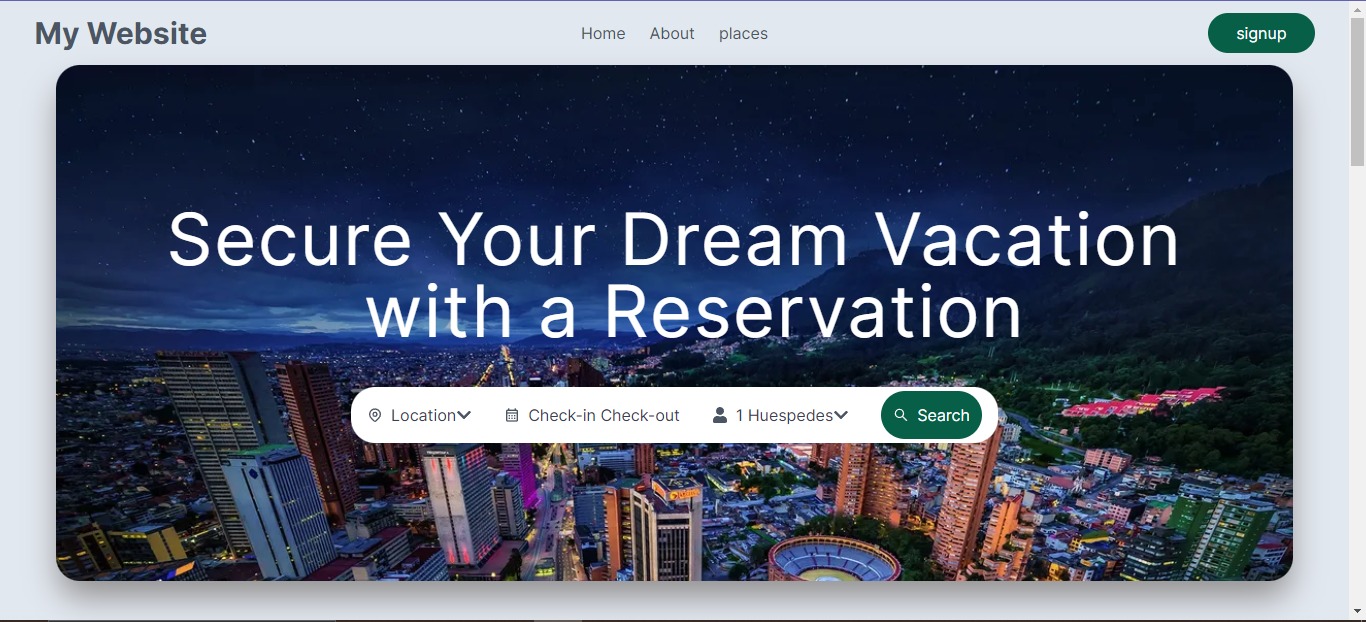 My Website
Home About places
signup
Secure Your Dream Vacation
with a Reservation
Location Check-in Check-out 1 Huespedes Search